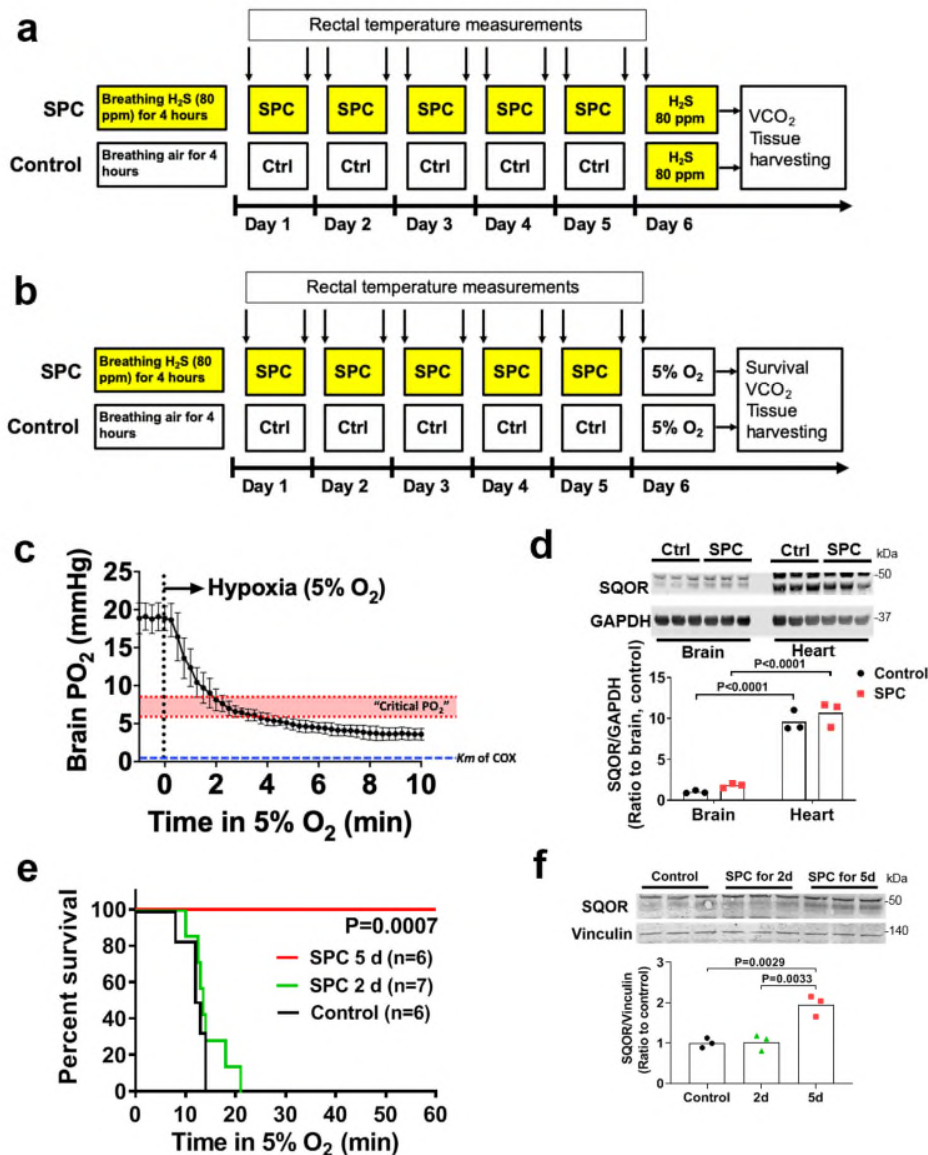 a
Rectal temperature measurements
SPC
Breathing H₂S (80
ppm) for 4 hours
SPC
SPC
SPC
SPC
SPC
H₂S
80 ppm
VCO₂
Tissue
harvesting
Control
Breathing air for 4
hours
Ctrl
Ctrl
Ctrl
Ctrl
Ctrl
H₂S
80 ppm
Day 1
Day 2
Day 3
Day 4
Day 5
Day 6
b
Rectal temperature measurements
SPC
Breathing H₂S (80
ppm) for 4 hours
SPC
SPC
SPC
SPC
SPC
5% O₂
Survival
VCO₂
Tissue
harvesting
Control
Breathing air for 4
hours
Ctrl
Ctrl
Ctrl
Ctrl
Ctrl
5% O₂
Day 1
Day 2
Day 3
Day 4
Day 5
Day 6
c
Brain PO₂ (mmHg)
25
20
15
10
5
0
Hypoxia (5% O₂)
"Critical PO₂"
Km of COX
0
2
4
6
8
10
Time in 5% O₂ (min)
d
Ctrl
SPC
Ctrl
SPC
kDa
SQOR
-50
GAPDH
-37
Brain
Heart
SQOR/GAPDH
(Ratio to brain, control)
15
10
5
0
P<0.0001
P<0.0001
Control
SPC
Brain
Heart
e
Percent survival
100
80
60
40
20
0
P=0.0007
SPC 5 d (n=6)
SPC 2 d (n=7)
Control (n=6)
0
10
20
30
40
50
60
Time in 5% O₂ (min)
f
Control
SPC for 2d
SPC for 5d
kDa
SQOR
-50
Vinculin
-140
SQOR/Vinculin
(Ratio to contrrol)
3
2
1
0
P=0.0029
P=0.0033
Control
2d
5d